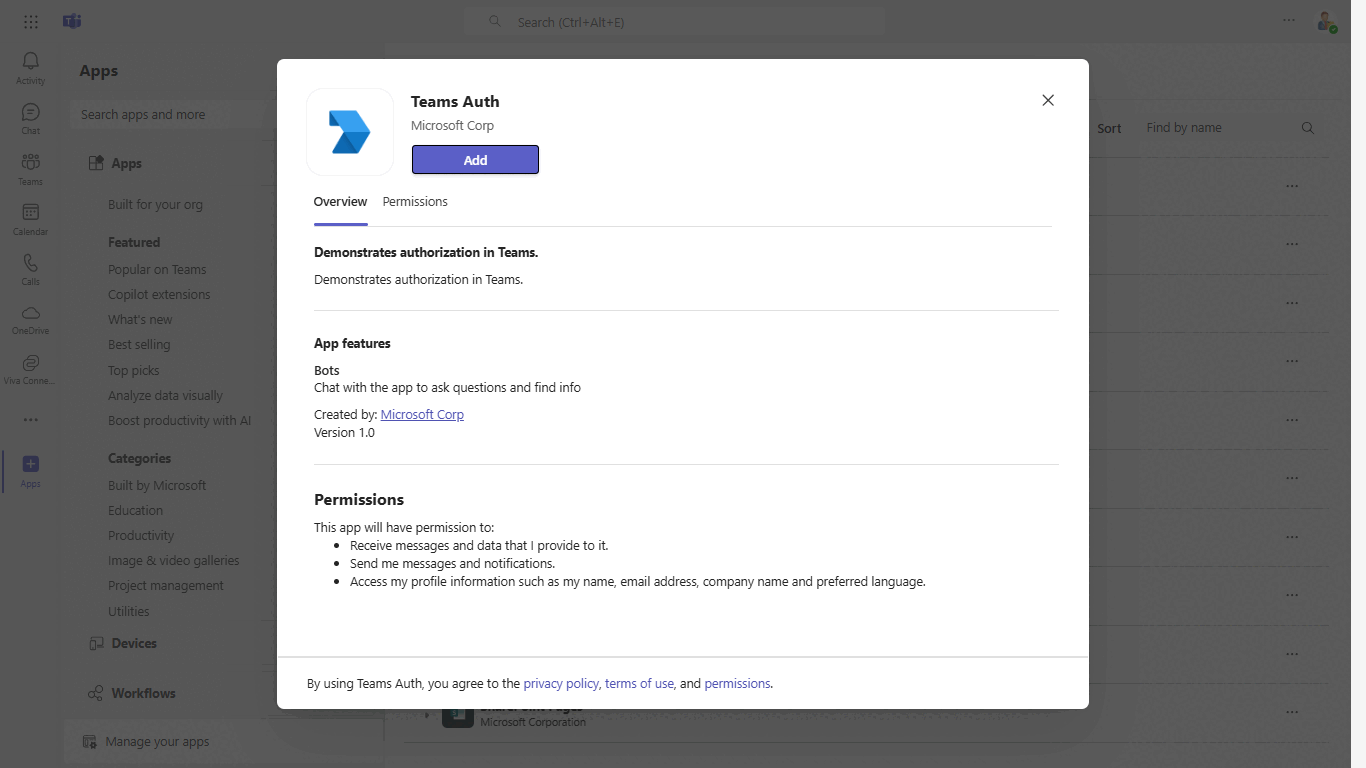 Search (Ctrl+Alt+E)
Activity
Chat
Teams
Calendar
Calls
OneDrive
Viva Conne...
Apps
Apps
Search apps and more
Apps
Built for your org
Featured
Popular on Teams
Copilot extensions
What's new
Best selling
Top picks
Analyze data visually
Boost productivity with AI
Categories
Built by Microsoft
Education
Productivity
Image & video galleries
Project management
Utilities
Devices
Workflows
Manage your apps
Teams Auth
Microsoft Corp
Add
Overview Permissions
Demonstrates authorization in Teams.
Demonstrates authorization in Teams.
App features
Bots
Chat with the app to ask questions and find info
Created by: Microsoft Corp
Version 1.0
Permissions
This app will have permission to:
• Receive messages and data that I provide to it.
• Send me messages and notifications.
• Access my profile information such as my name, email address, company name and preferred language.
By using Teams Auth, you agree to the privacy policy, terms of use, and permissions.
Sort Find by name
SharePoint Pages
Microsoft Corporation